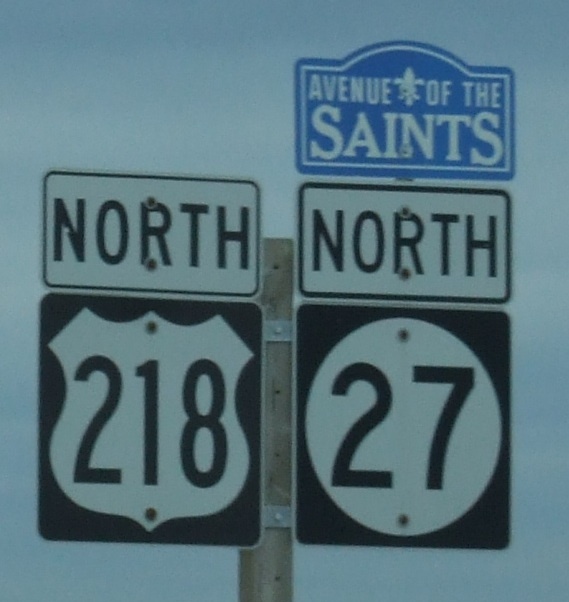 AVENUE OF THE
SAINTS
NORTH
218
NORTH
27